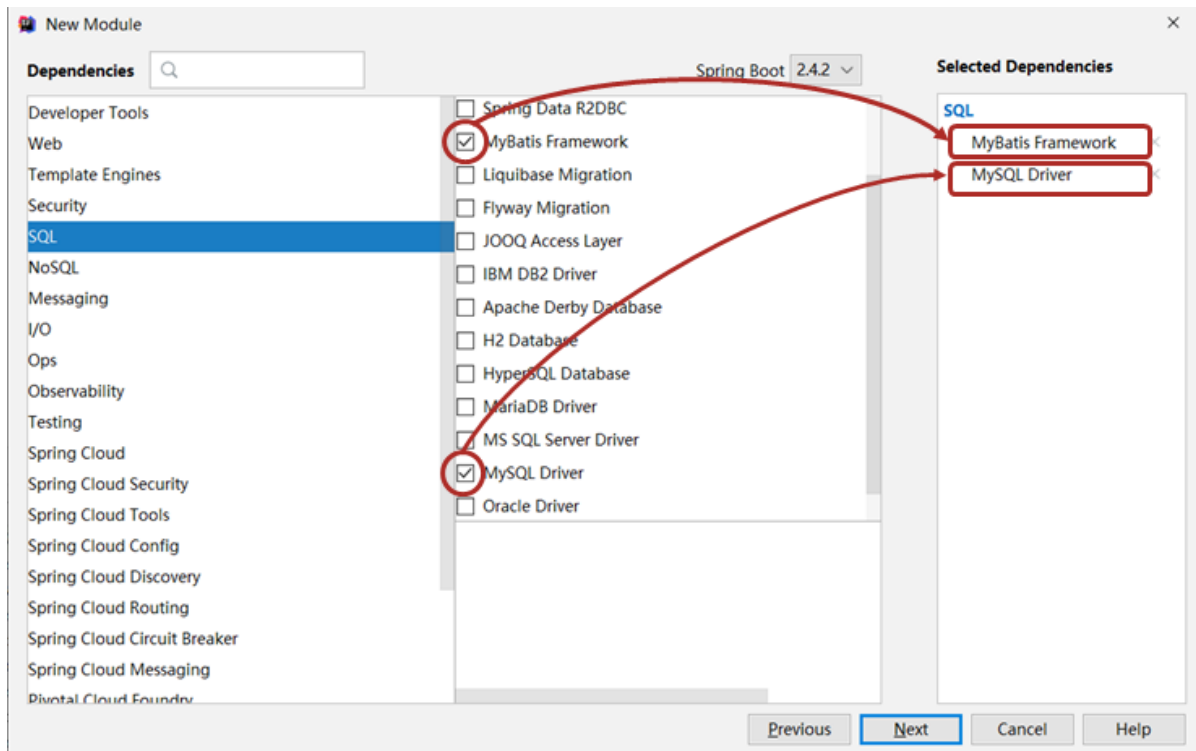 New Module
Dependencies
Spring Boot 2.4.2
Selected Dependencies
Developer Tools
Web
Template Engines
Security
SQL
NoSQL
Messaging
I/O
Ops
Observability
Testing
Spring Cloud
Spring Cloud Security
Spring Cloud Tools
Spring Cloud Config
Spring Cloud Discovery
Spring Cloud Routing
Spring Cloud Circuit Breaker
Spring Cloud Messaging
Pivotal Cloud Foundry
Spring Data R2DBC
MyBatis Framework
Liquibase Migration
Flyway Migration
JOOQ Access Layer
IBM DB2 Driver
Apache Derby Database
H2 Database
HyperSQL Database
MariaDB Driver
MS SQL Server Driver
MySQL Driver
Oracle Driver
SQL
MyBatis Framework
MySQL Driver
Previous
Next
Cancel
Help